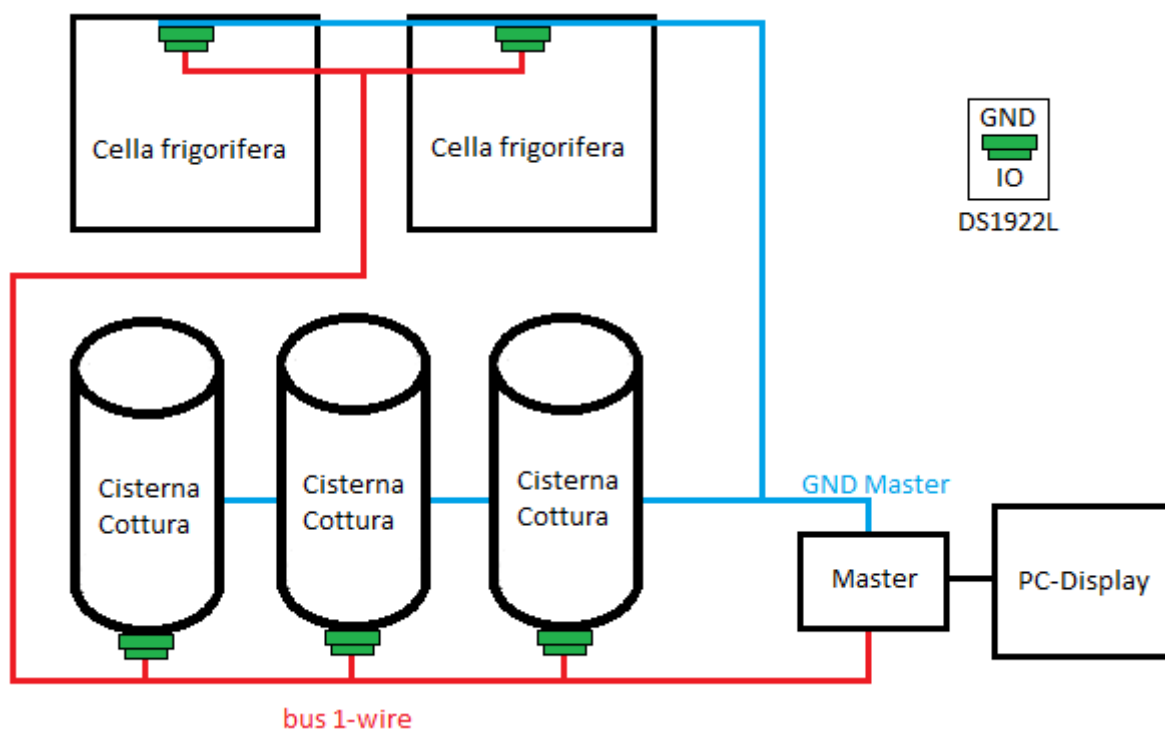 Cella frigorifera
Cella frigorifera
GND
IO
DS1922L
Cisterna
Cottura
Cisterna
Cottura
Cisterna
Cottura
GND Master
Master
PC-Display
bus 1-wire